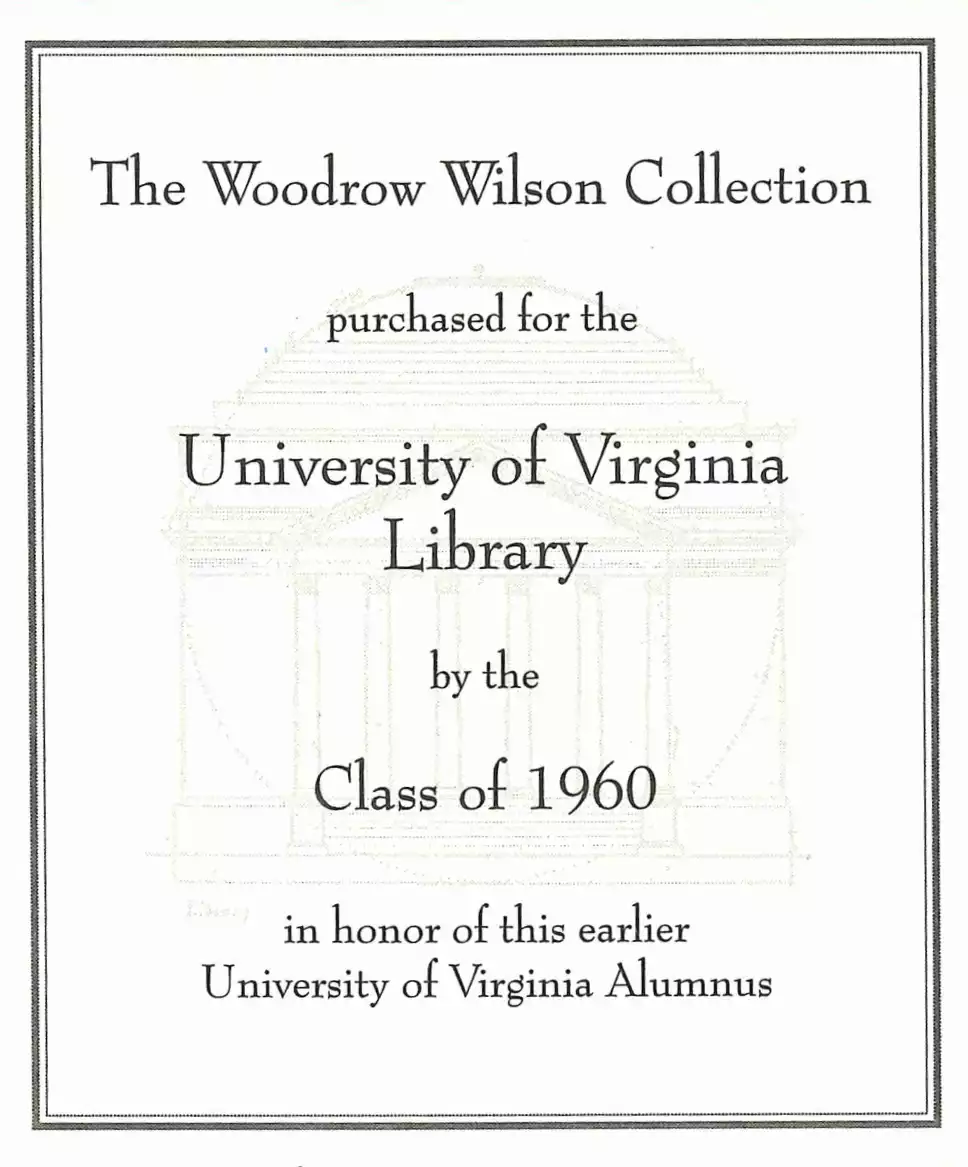 The Woodrow Wilson Collection
purchased for the
University of Virginia
Library
by the
Class of 1960
in honor of this earlier
University of Virginia Alumnus